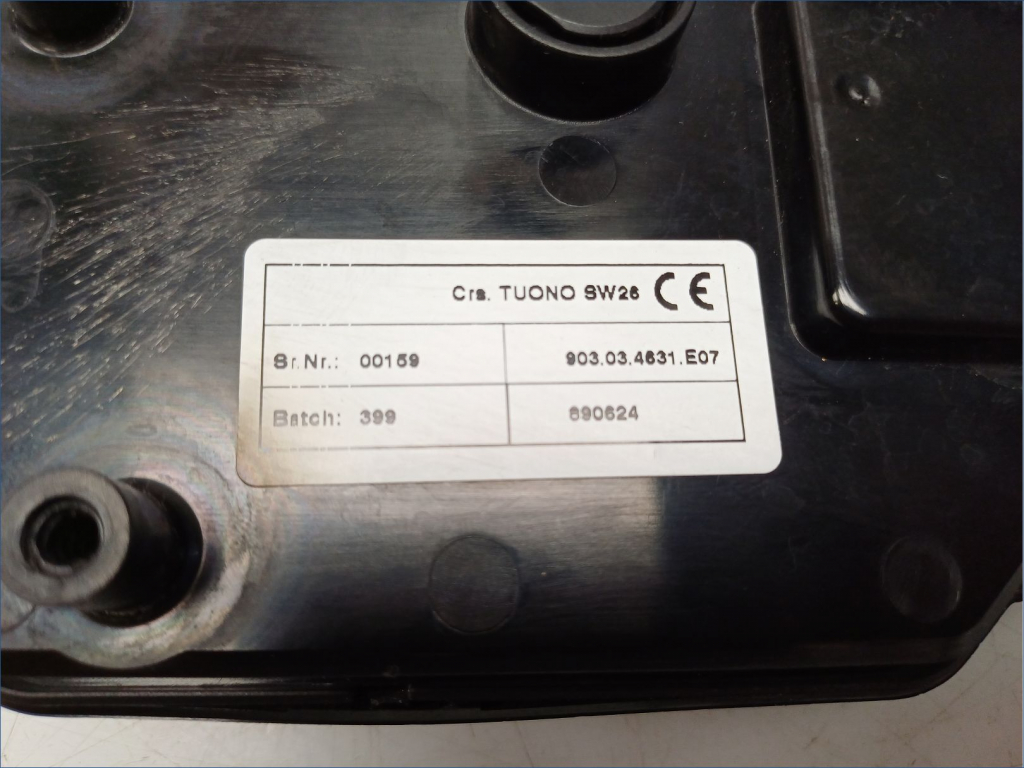 Crs. TUONO SW26 CE
Sr.Nr.: 00159 903.03.4631.E07
Batch: 399 690624